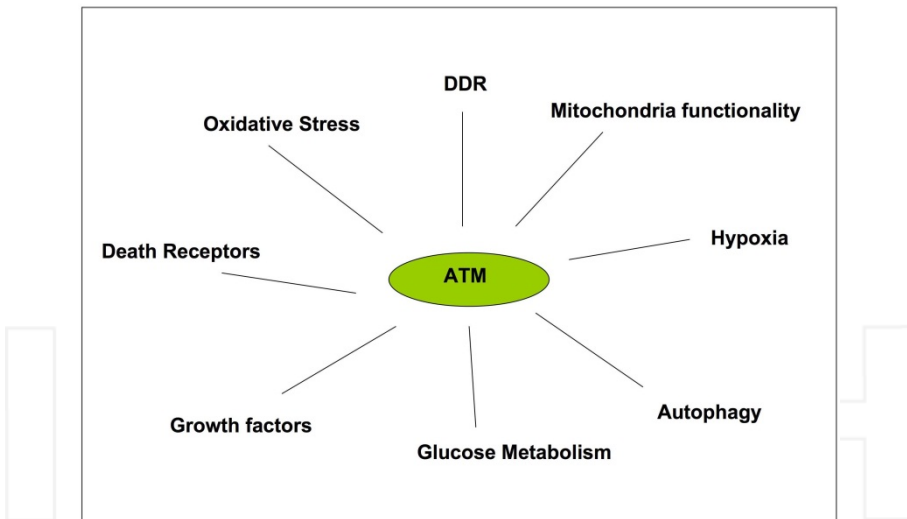 DDR
Mitochondria functionality
Oxidative Stress
Hypoxia
Death Receptors
ATM
Autophagy
Growth factors
Glucose Metabolism